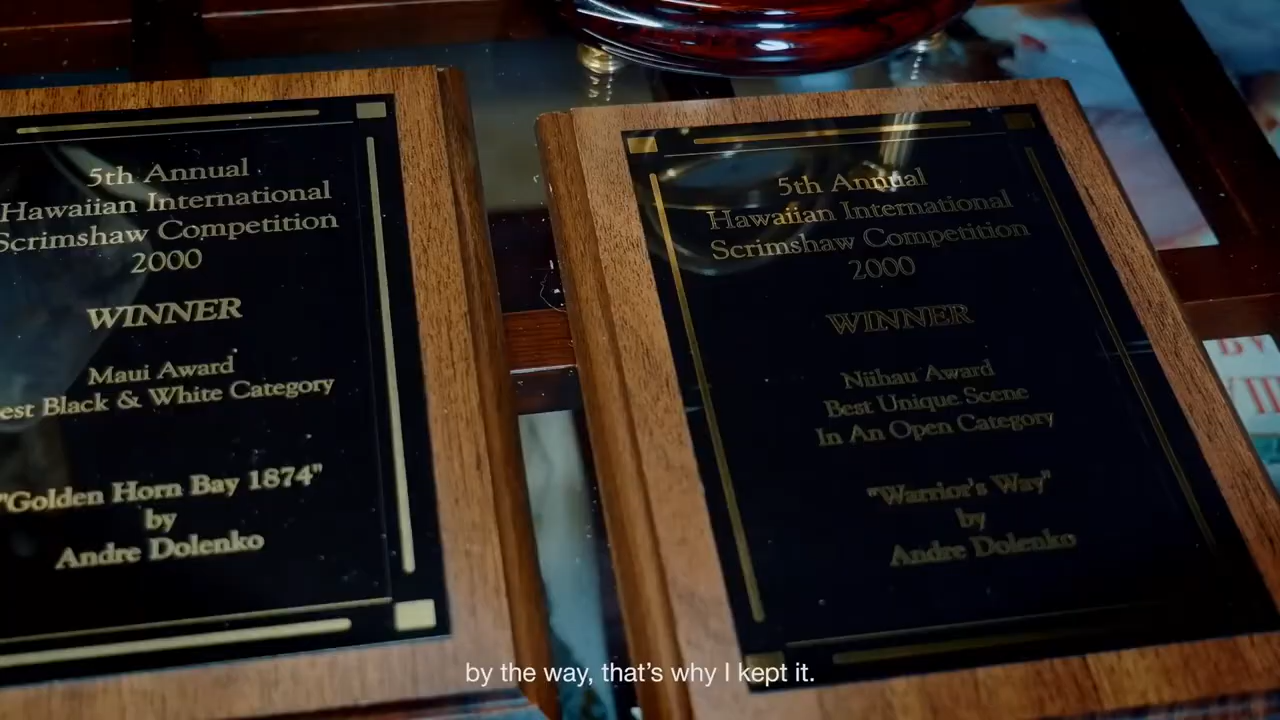 5th Annual
Hawaiian International
Scrimshaw Competition
2000
WINNER
Maui Award
est Black & White Category
"Golden Horn Bay 1874"
by
Andre Dolenko
5th Annual
Hawaiian International
Scrimshaw Competition
2000
WINNER
Niihau Award
Best Unique Scene
In An Open Category
"Warrior's Way"
by
Andre Dolenko
by the way, that's why I kept it.